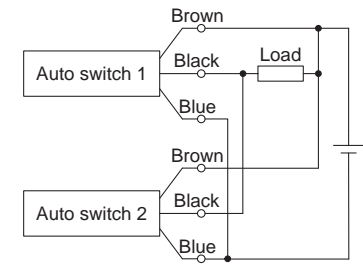 Brown
Auto switch 1
Black
Load
Blue
Brown
Auto switch 2
Black
Blue